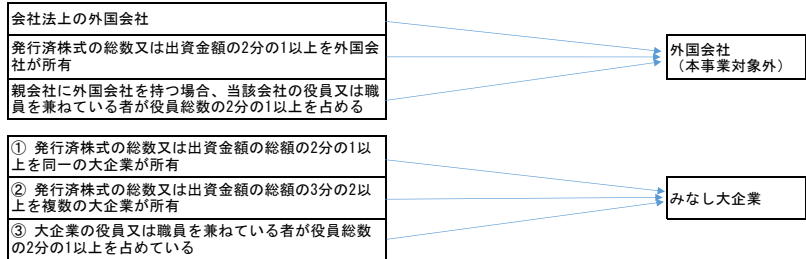 会社法上の外国会社
発行済株式の総数又は出資金額の2分の1以上を外国会
社が所有
親会社に外国会社を持つ場合、当該会社の役員又は職
員を兼ねている者が役員総数の2分の1以上を占める
外国会社
（本事業対象外）
① 発行済株式の総数又は出資金額の総額の2分の1以
上を同一の大企業が所有
② 発行済株式の総数又は出資金額の総額の3分の2以
上を複数の大企業が所有
③ 大企業の役員又は職員を兼ねている者が役員総数
の2分の1以上を占めている
みなし大企業